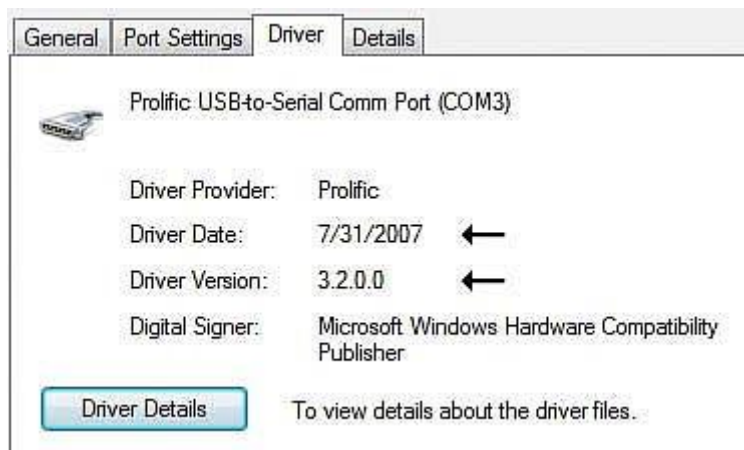 General Port Settings Driver Details
Prolific USB-to-Serial Comm Port (COM3)
Driver Provider: Prolific
Driver Date: 7/31/2007
Driver Version: 3.2.0.0
Digital Signer: Microsoft Windows Hardware Compatibility
Publisher
Driver Details To view details about the driver files.